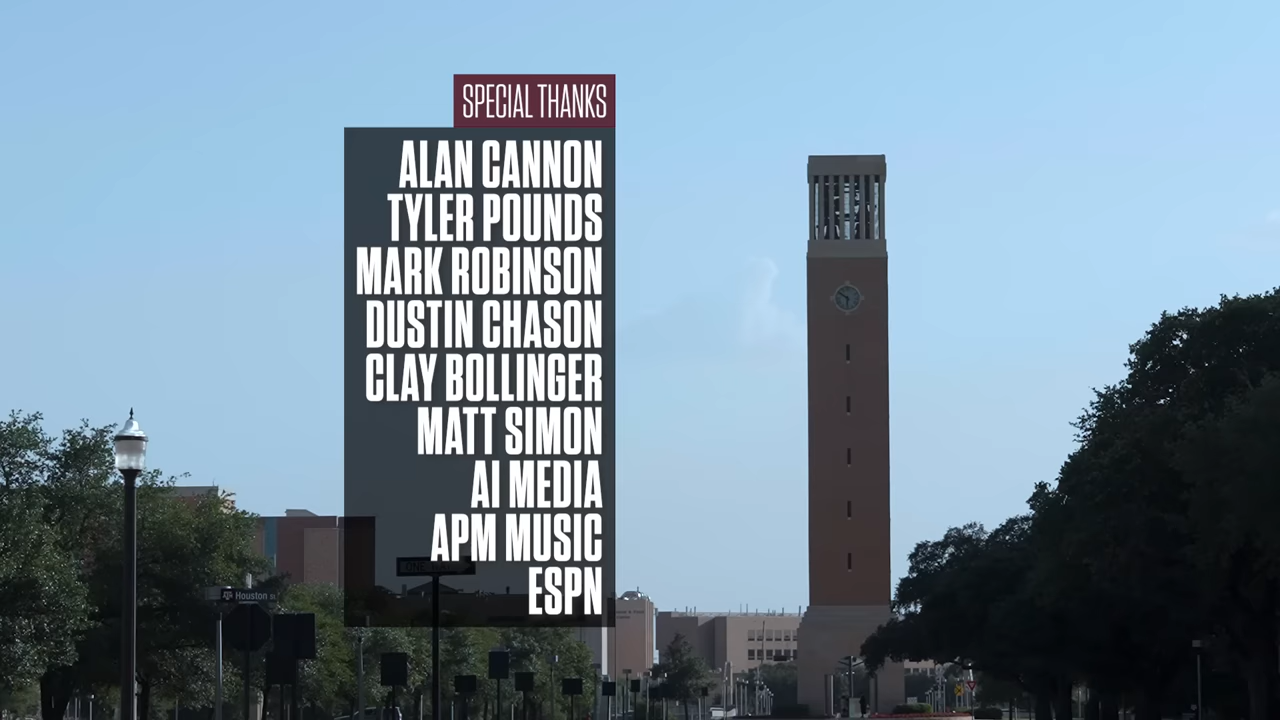 SPECIAL THANKS
ALAN CANNON
TYLER POUNDS
MARK ROBINSON
DUSTIN CHASON
CLAY BOLLINGER
MATT SIMON
AI MEDIA
APM MUSIC
ESPN
ATM Houston St